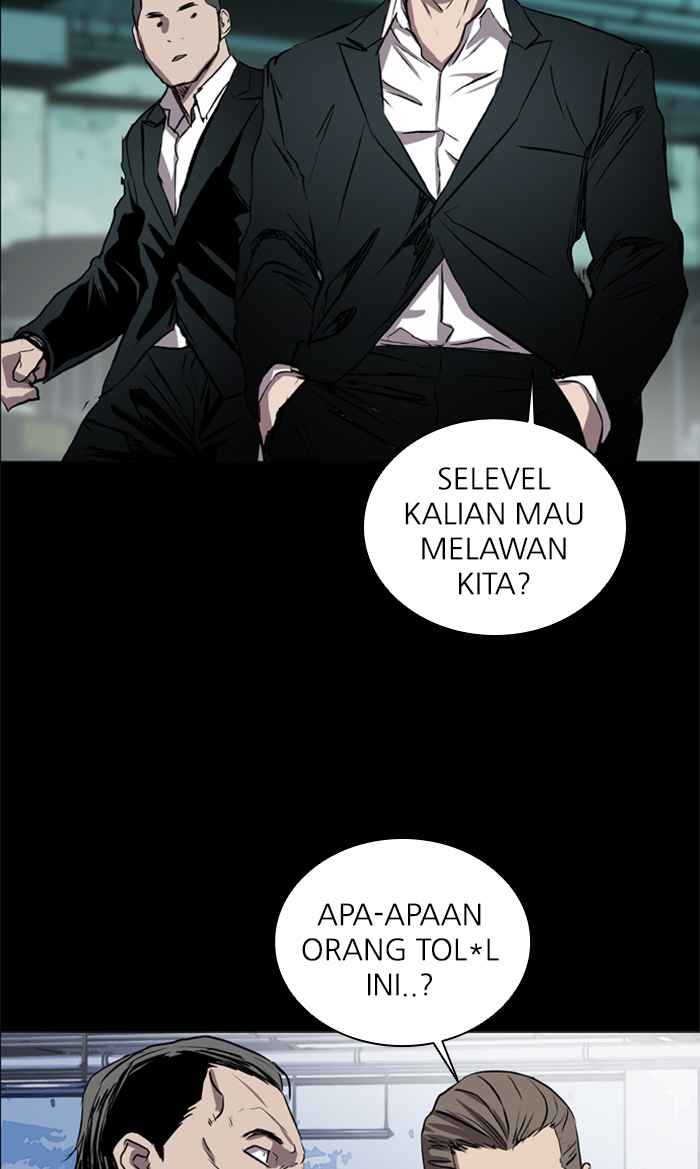 SELEVEL
KALIAN MAU
MELAWAN
KITA?
APA-APAAN
ORANG TOL*L
INI..?